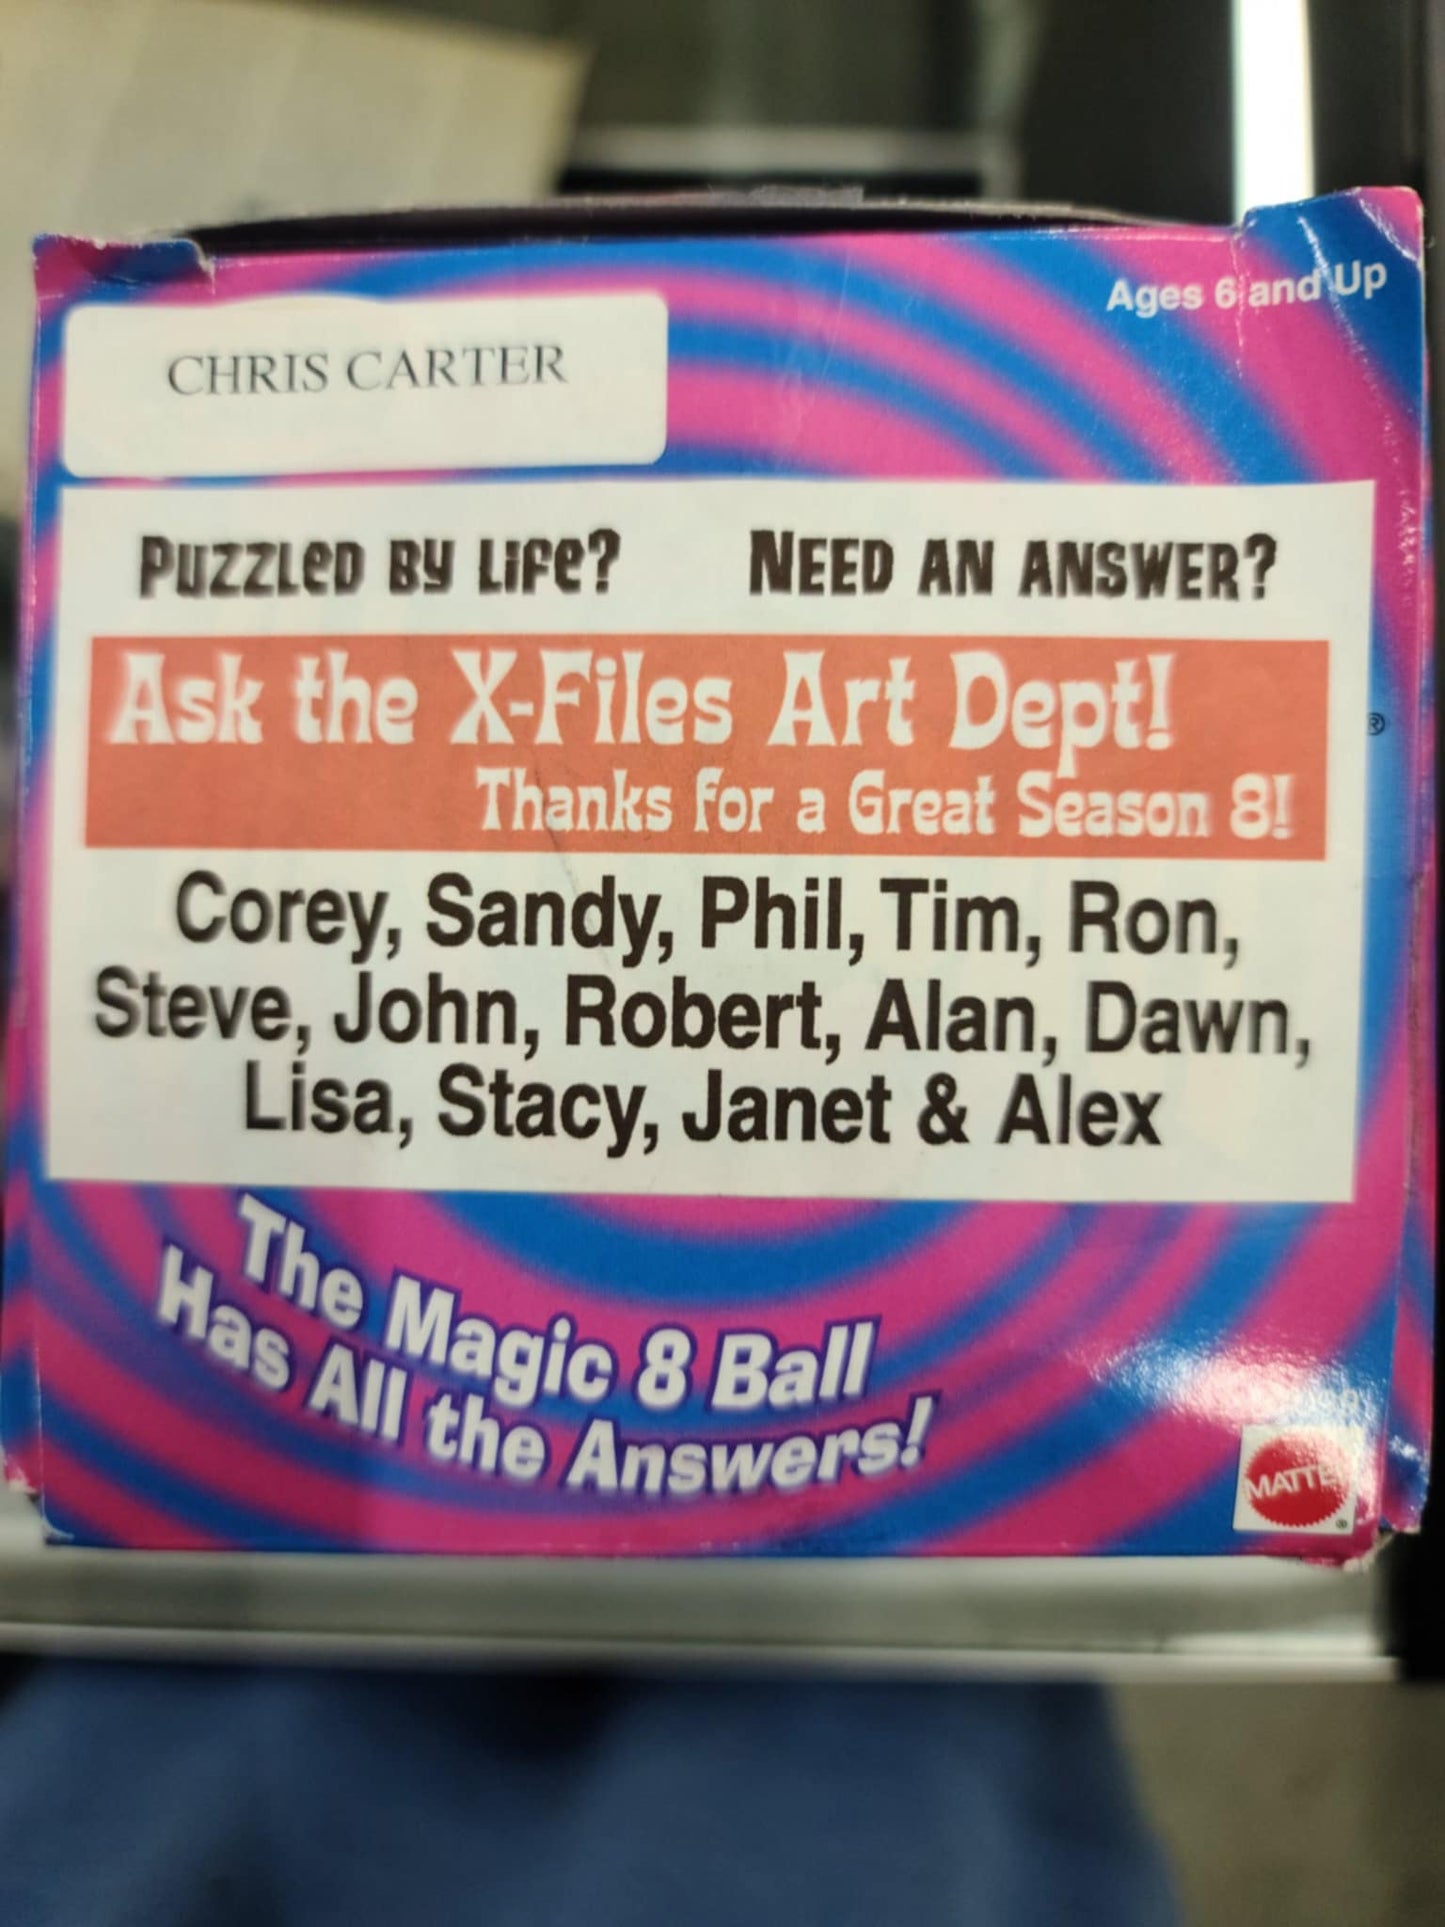 Ages 6 and Up
CHRIS CARTER
PUZZLED BY LIFE? NEED AN ANSWER?
Ask the X-Files Art Dept!
®
Thanks for a Great Season 8!
Corey, Sandy, Phil, Tim, Ron,
Steve, John, Robert, Alan, Dawn,
Lisa, Stacy, Janet & Alex
The Magic 8 Ball
Has All the Answers!
MATTEL
®